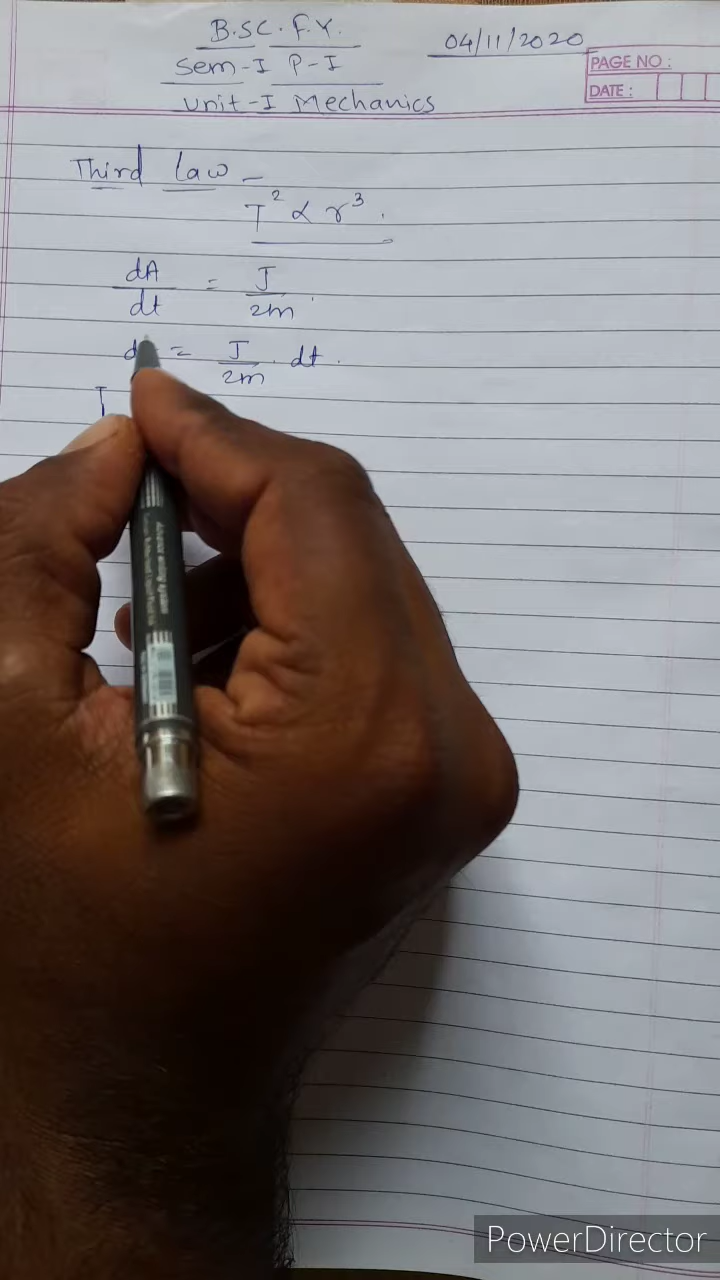 B.SC. F.Y.
04/11/2020
Sem-I P-I
PAGE NO :
DATE :
Unit-I Mechanics
Third Law -
T² ∝ r³.
dA/dt = J/2m.
d = J/2m . dt.
PowerDirector